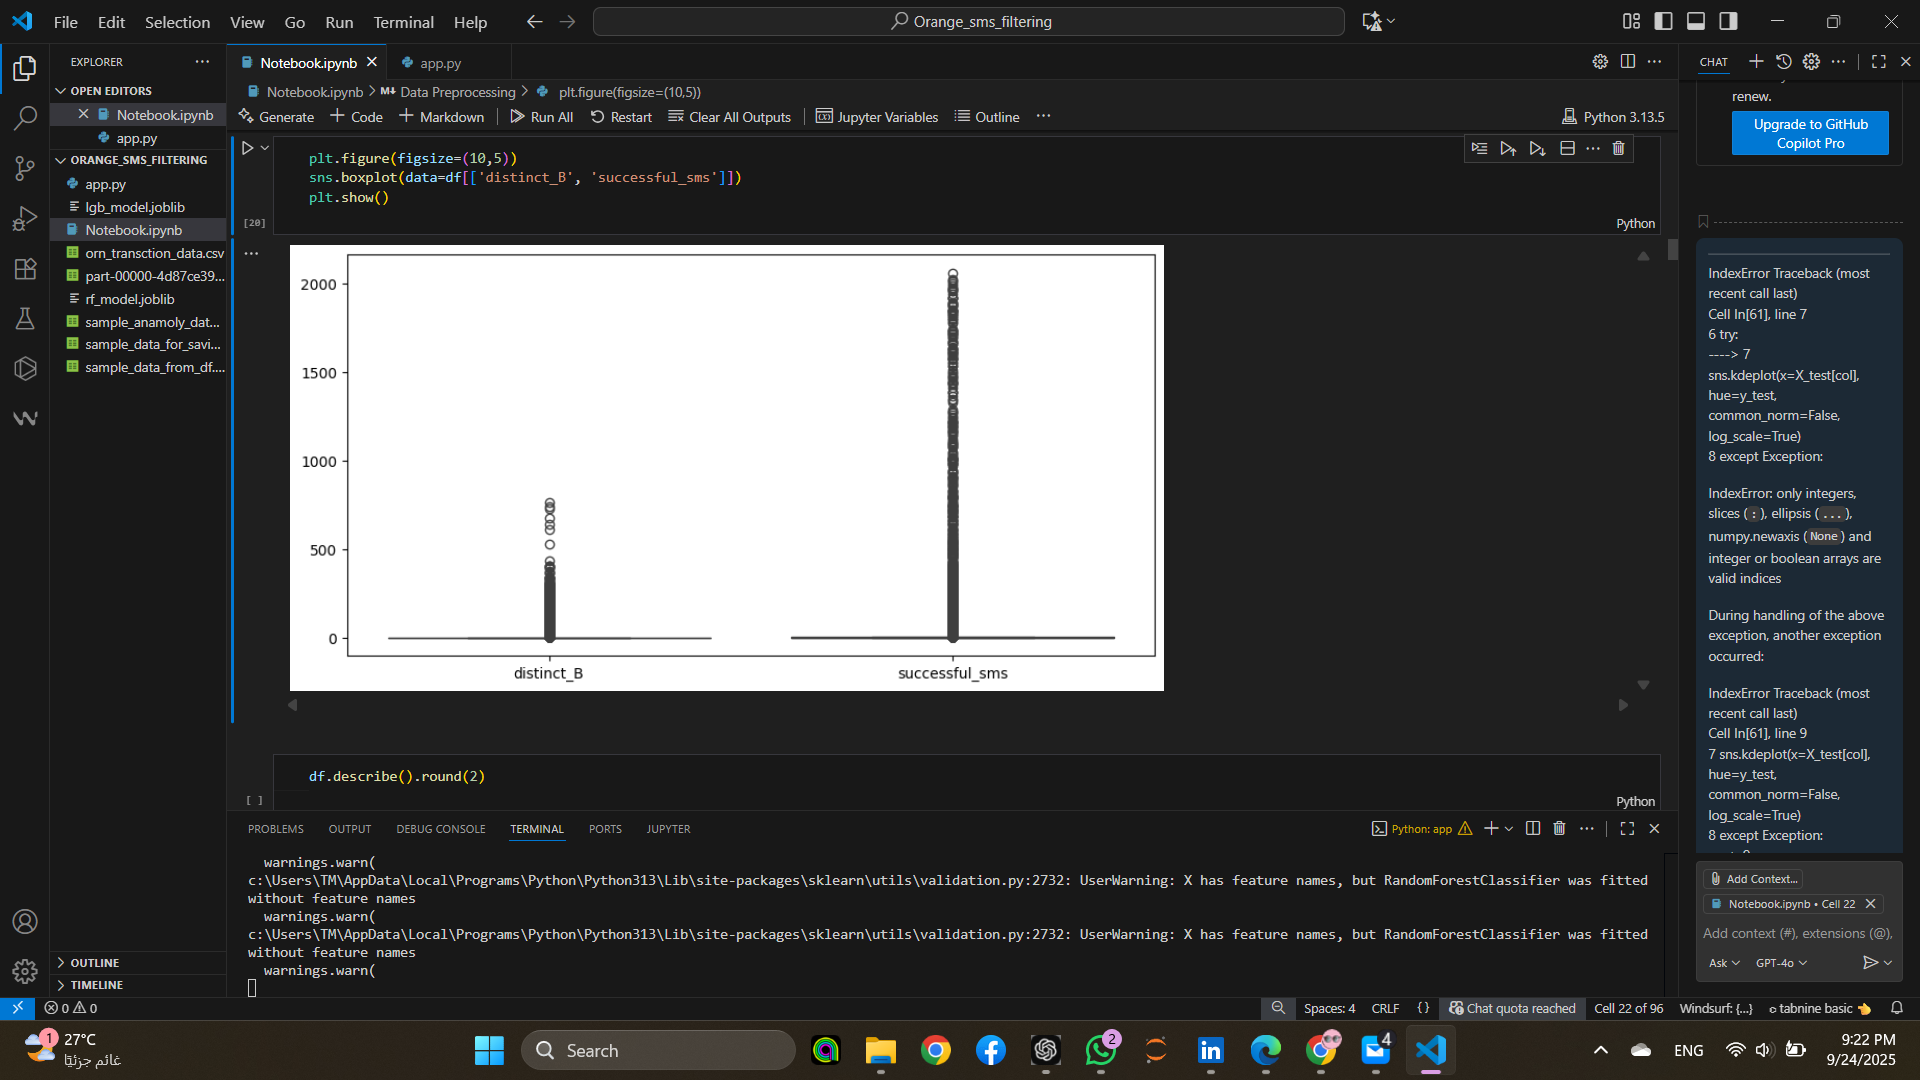 File Edit Selection View Go Run Terminal Help
Orange_sms_filtering
EXPLORER
OPEN EDITORS
Notebook.ipynb
app.py
ORANGE_SMS_FILTERING
app.py
lgb_model.joblib
Notebook.ipynb
orn_transction_data.csv
part-00000-4d87ce39...
rf_model.joblib
sample_anamoly_dat...
sample_data_for_savi...
sample_data_from_df....
OUTLINE
TIMELINE
Notebook.ipynb app.py
Notebook.ipynb > Data Preprocessing > plt.figure(figsize=(10,5))
Generate + Code + Markdown Run All Restart Clear All Outputs Jupyter Variables Outline ... Python 3.13.5
plt.figure(figsize=(10,5))
sns.boxplot(data=df[['distinct_B', 'successful_sms']])
plt.show()
[20]
Python
2000
1500
1000
500
0
distinct_B successful_sms
df.describe().round(2)
[ ]
Python
PROBLEMS OUTPUT DEBUG CONSOLE TERMINAL PORTS JUPYTER
Python: app
warnings.warn(
c:\Users\TM\AppData\Local\Programs\Python\Python313\Lib\site-packages\sklearn\utils\validation.py:2732: UserWarning: X has feature names, but RandomForestClassifier was fitted
without feature names
warnings.warn(
c:\Users\TM\AppData\Local\Programs\Python\Python313\Lib\site-packages\sklearn\utils\validation.py:2732: UserWarning: X has feature names, but RandomForestClassifier was fitted
without feature names
warnings.warn(
CHAT
renew.
Upgrade to GitHub
Copilot Pro
IndexError Traceback (most
recent call last)
Cell In[61], line 7
6 try:
----> 7
sns.kdeplot(x=X_test[col],
hue=y_test,
common_norm=False,
log_scale=True)
8 except Exception:
IndexError: only integers,
slices (:), ellipsis (...),
numpy.newaxis (None) and
integer or boolean arrays are
valid indices
During handling of the above
exception, another exception
occurred:
IndexError Traceback (most
recent call last)
Cell In[61], line 9
7 sns.kdeplot(x=X_test[col],
hue=y_test,
common_norm=False,
log_scale=True)
8 except Exception:
Add Context...
Notebook.ipynb • Cell 22
Add context (#), extensions (@),
Ask GPT-4o
0 0
Spaces: 4 CRLF {} Chat quota reached Cell 22 of 96 Windsurf: {...} tabnine basic
1
27°C
غائم جزئيًا
Search
2
4
ENG
9:22 PM
9/24/2025